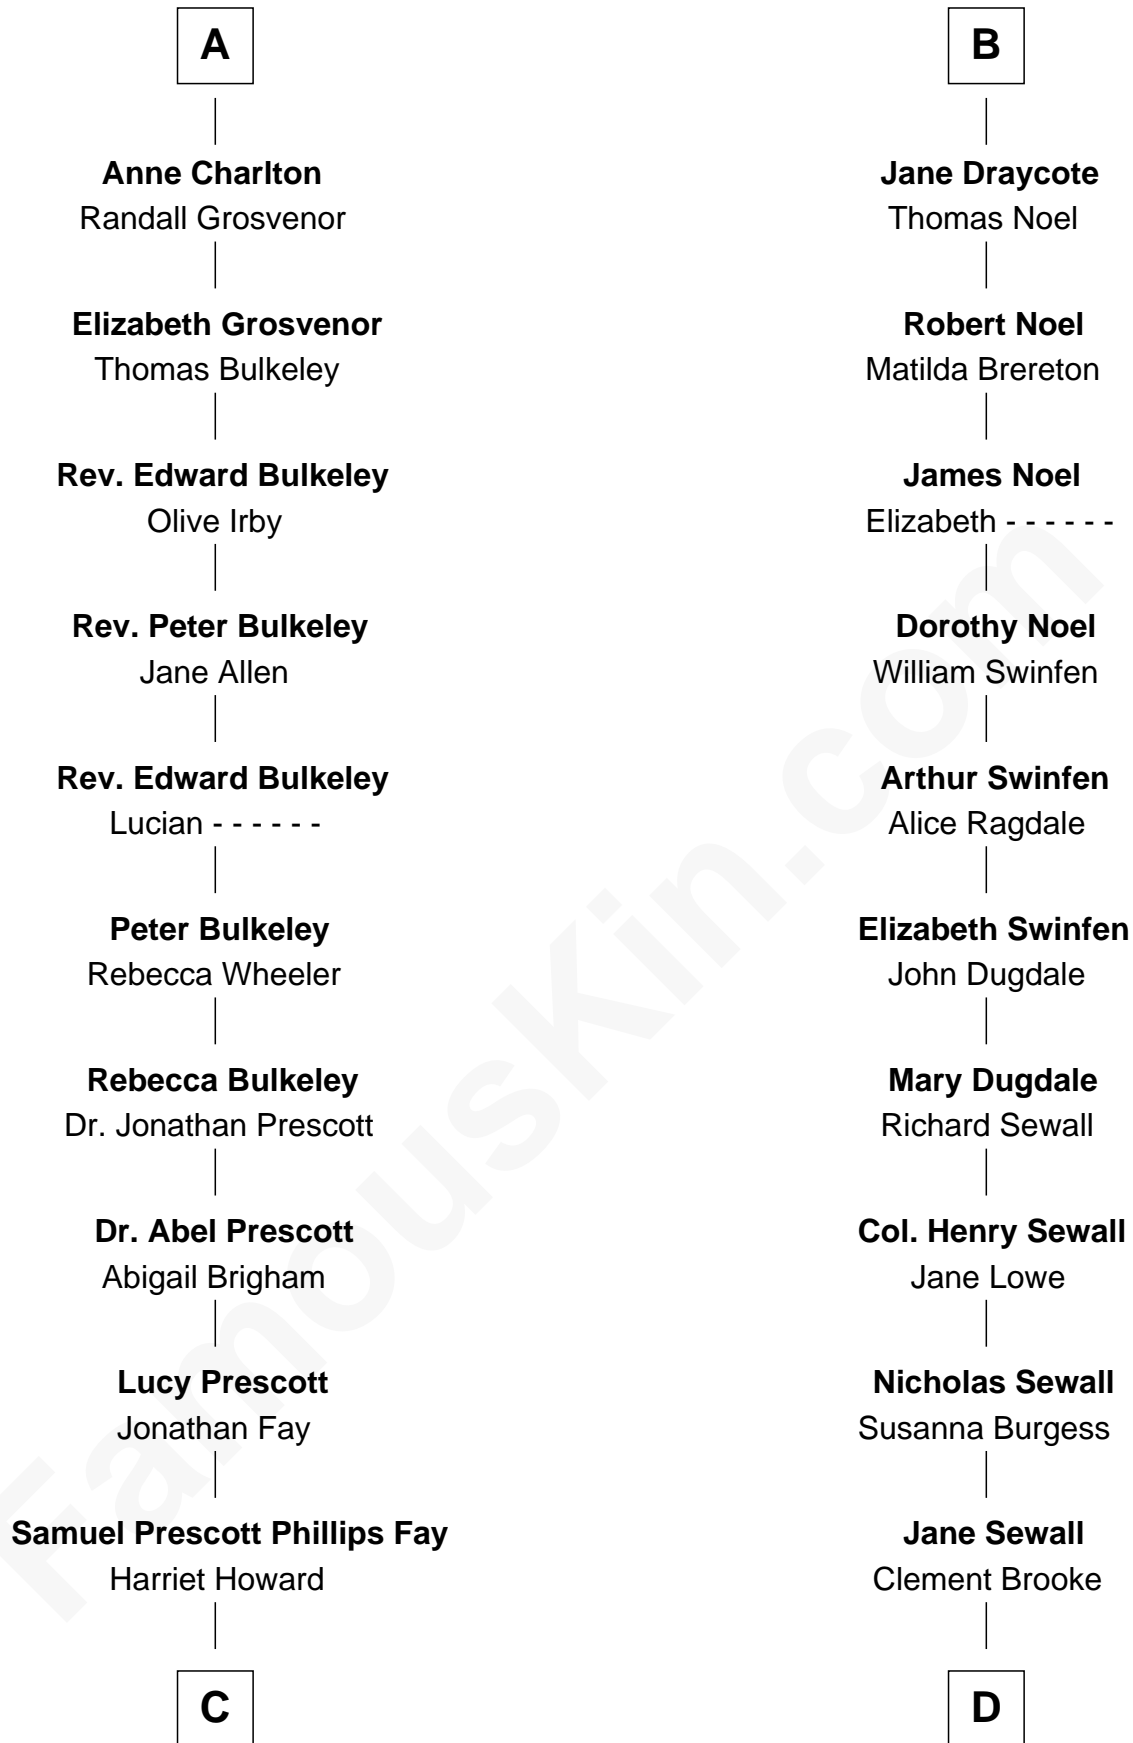 A
Anne Charlton
Randall Grosvenor
Elizabeth Grosvenor
Thomas Bulkeley
Rev. Edward Bulkeley
Olive Irby
Rev. Peter Bulkeley
Jane Allen
Rev. Edward Bulkeley
Lucian - - - - - -
Peter Bulkeley
Rebecca Wheeler
Rebecca Bulkeley
Dr. Jonathan Prescott
Dr. Abel Prescott
Abigail Brigham
Lucy Prescott
Jonathan Fay
Samuel Prescott Phillips Fay
Harriet Howard
C
B
Jane Draycote
Thomas Noel
Robert Noel
Matilda Brereton
James Noel
Elizabeth - - - - - -
Dorothy Noel
William Swinfen
Arthur Swinfen
Alice Ragdale
Elizabeth Swinfen
John Dugdale
Mary Dugdale
Richard Sewall
Col. Henry Sewall
Jane Lowe
Nicholas Sewall
Susanna Burgess
Jane Sewall
Clement Brooke
D
FamousKin.com